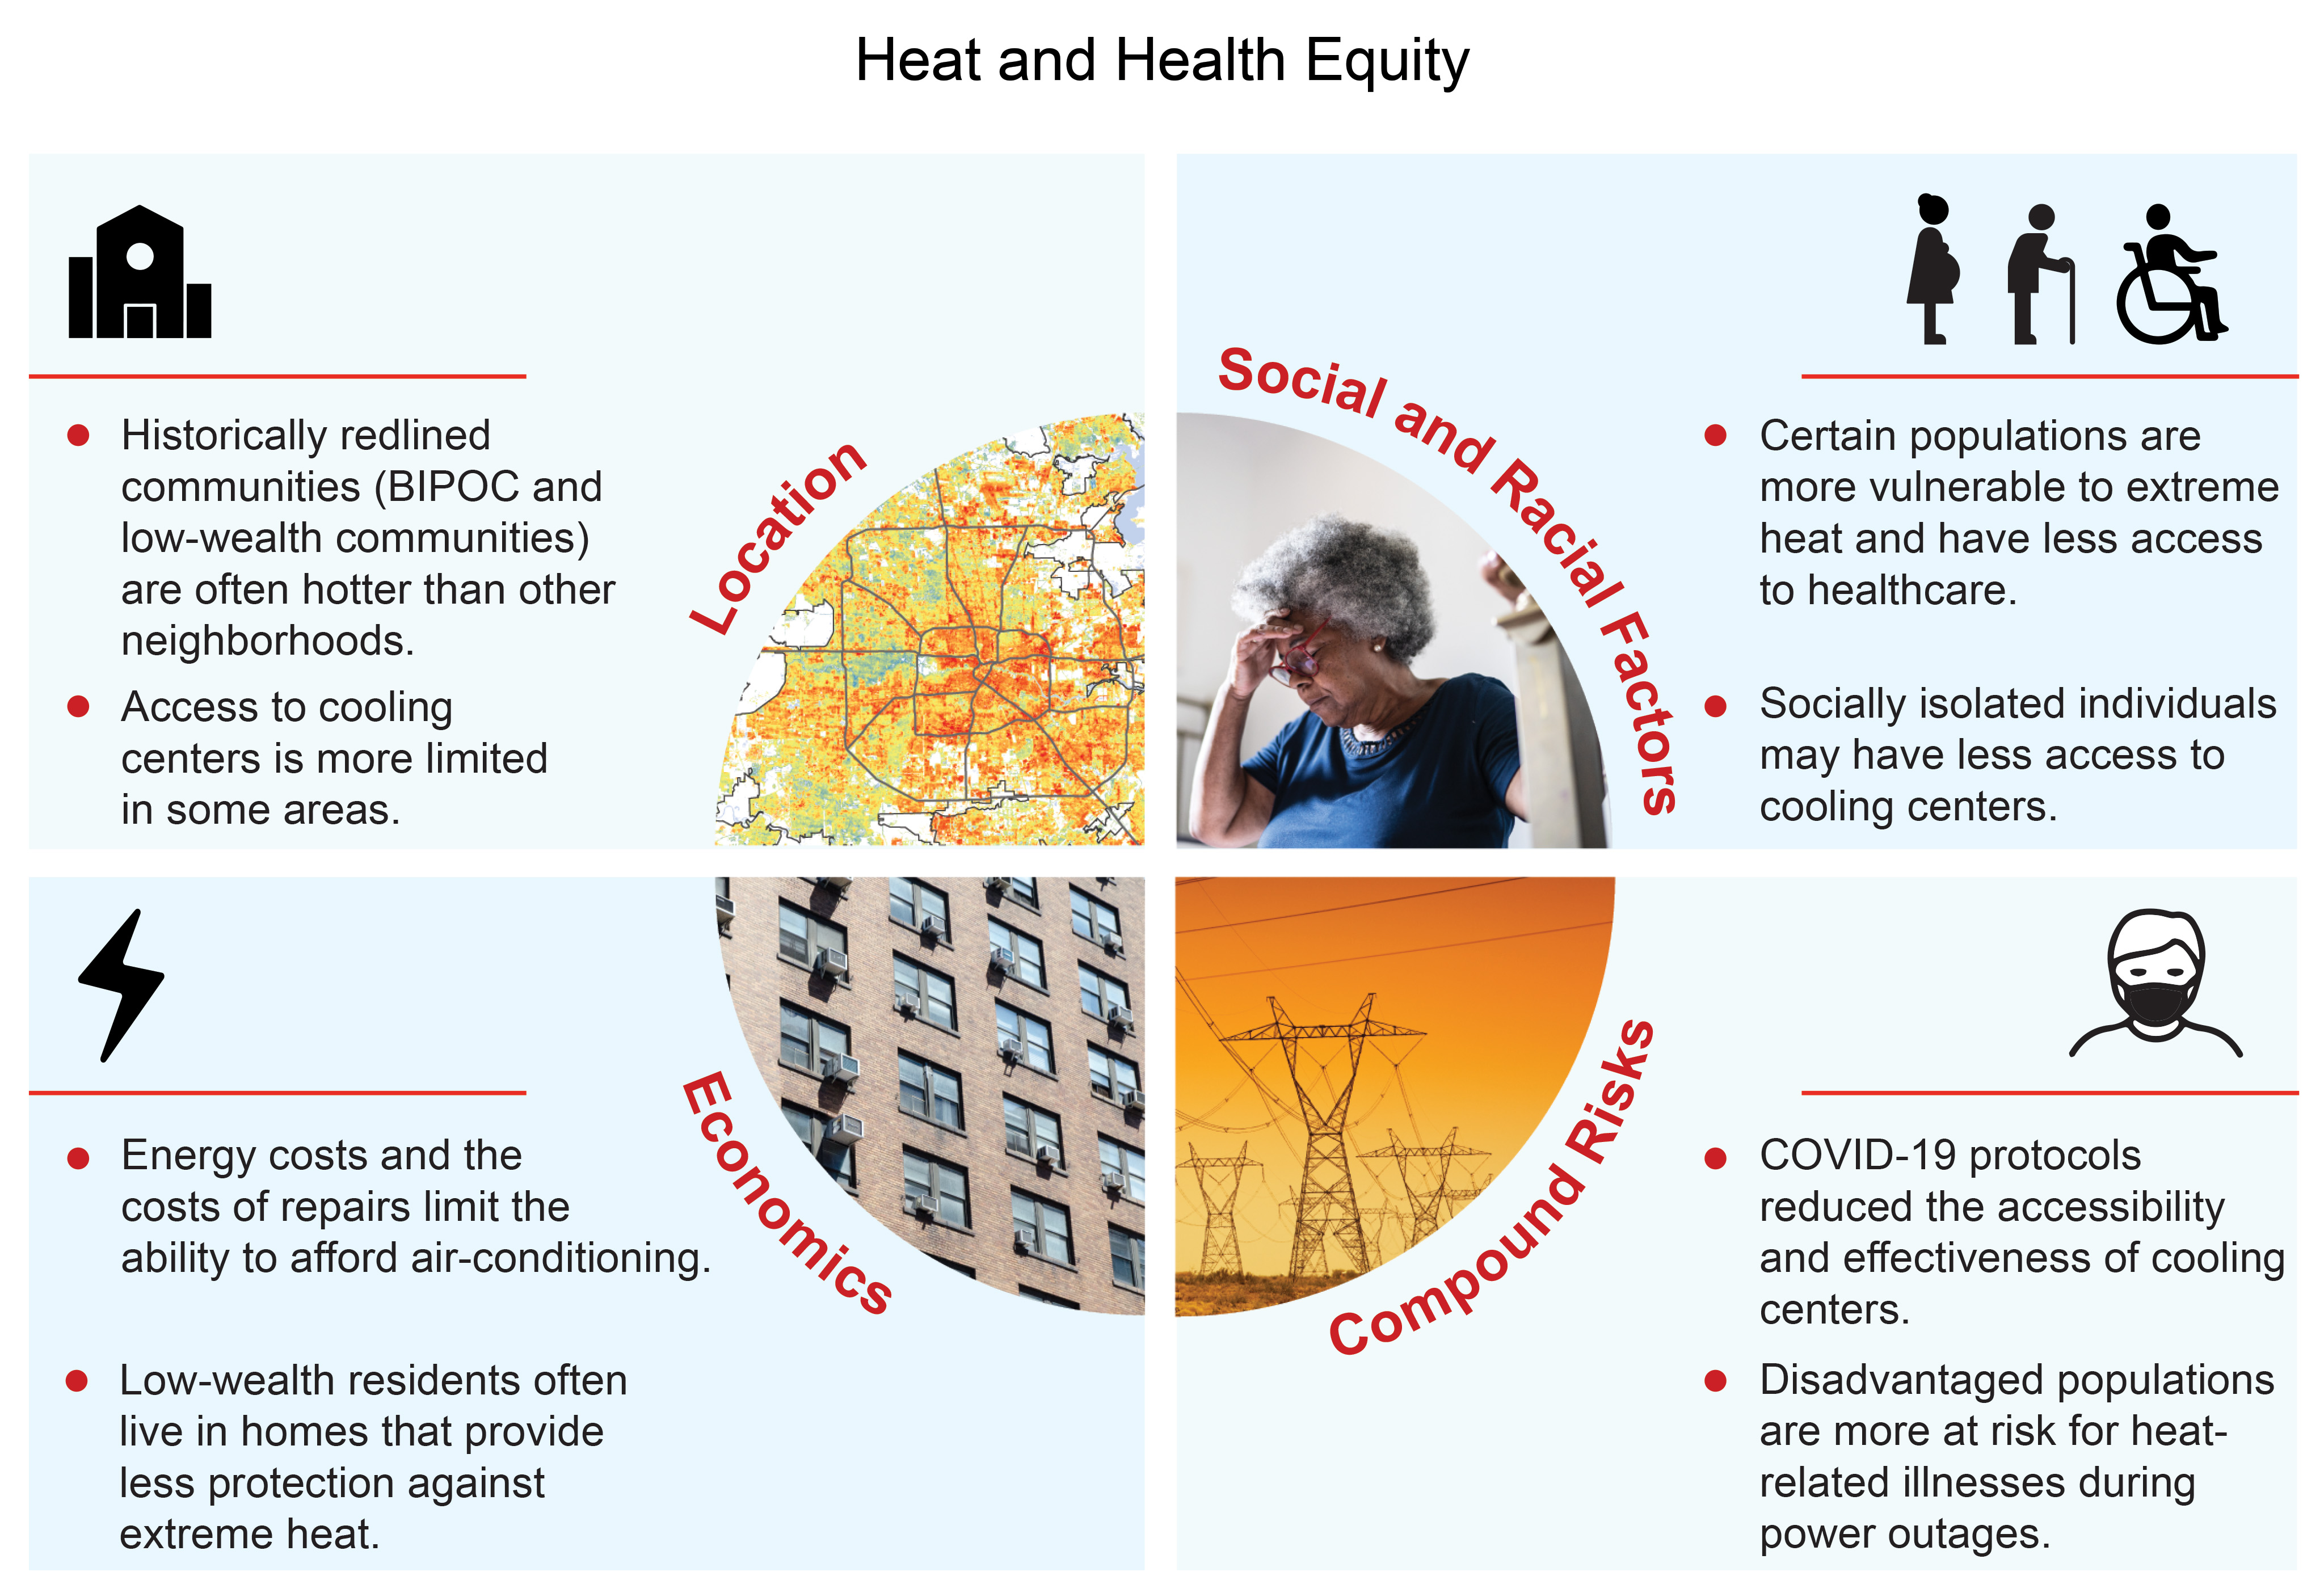 Heat and Health Equity
Location
Historically redlined
communities (BIPOC and
low-wealth communities)
are often hotter than other
neighborhoods.
Access to cooling
centers is more limited
in some areas.
Social and Racial Factors
Certain populations are
more vulnerable to extreme
heat and have less access
to healthcare.
Socially isolated individuals
may have less access to
cooling centers.
Economics
Energy costs and the
costs of repairs limit the
ability to afford air-conditioning.
Low-wealth residents often
live in homes that provide
less protection against
extreme heat.
Compound Risks
COVID-19 protocols
reduced the accessibility
and effectiveness of cooling
centers.
Disadvantaged populations
are more at risk for heat-
related illnesses during
power outages.